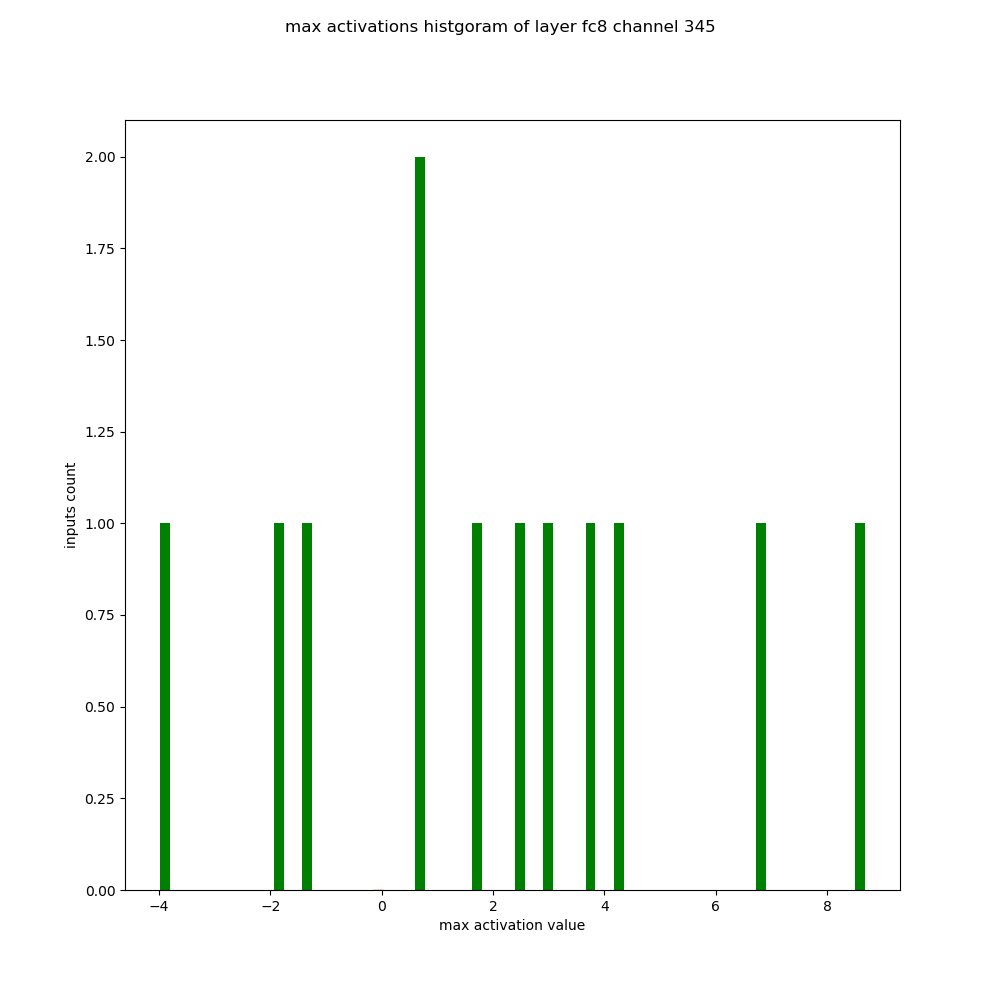 max activations histgoram of layer fc8 channel 345
2.00
1.75
1.50
1.25
1.00
0.75
0.50
0.25
0.00
inputs count
−4 −2 0 2 4 6 8
max activation value